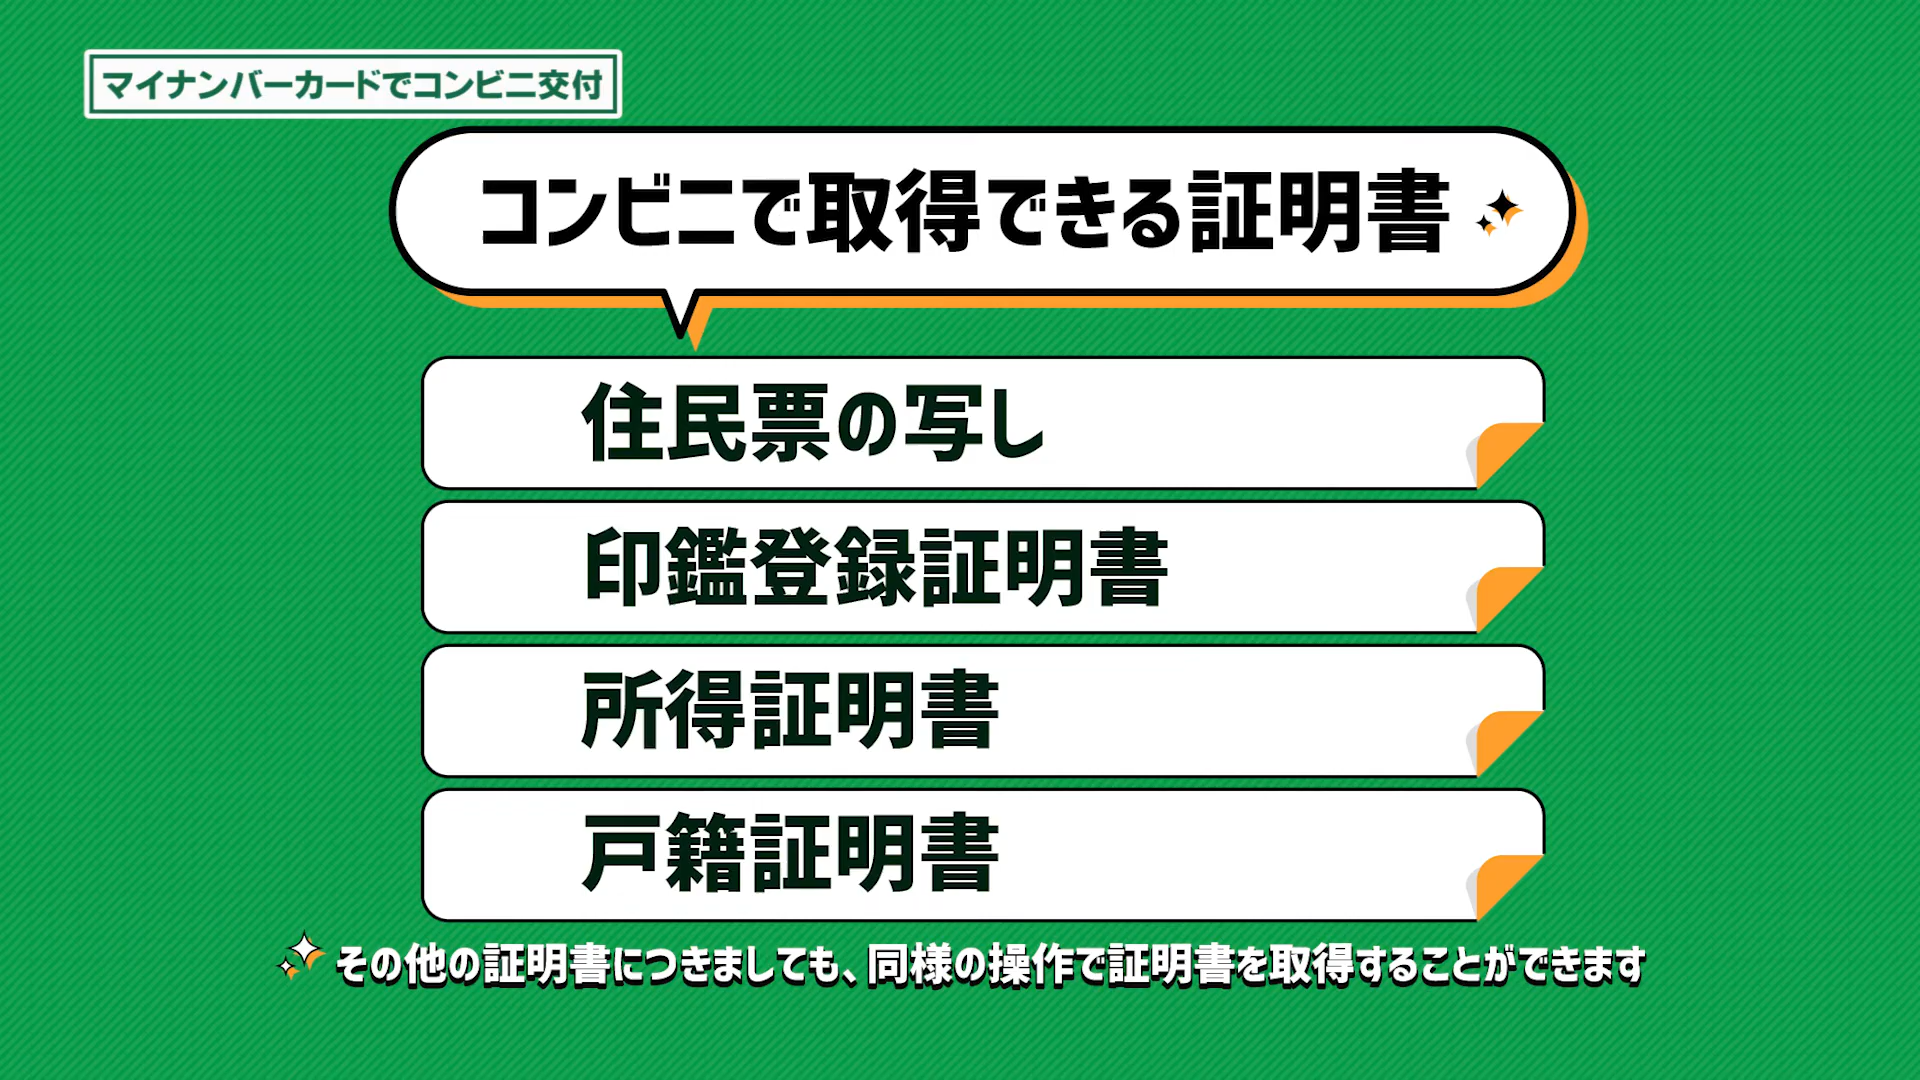 マイナンバーカードでコンビニ交付
コンビニで取得できる証明書
住民票の写し
印鑑登録証明書
所得証明書
戸籍証明書
その他の証明書につきましても、同様の操作で証明書を取得することができます